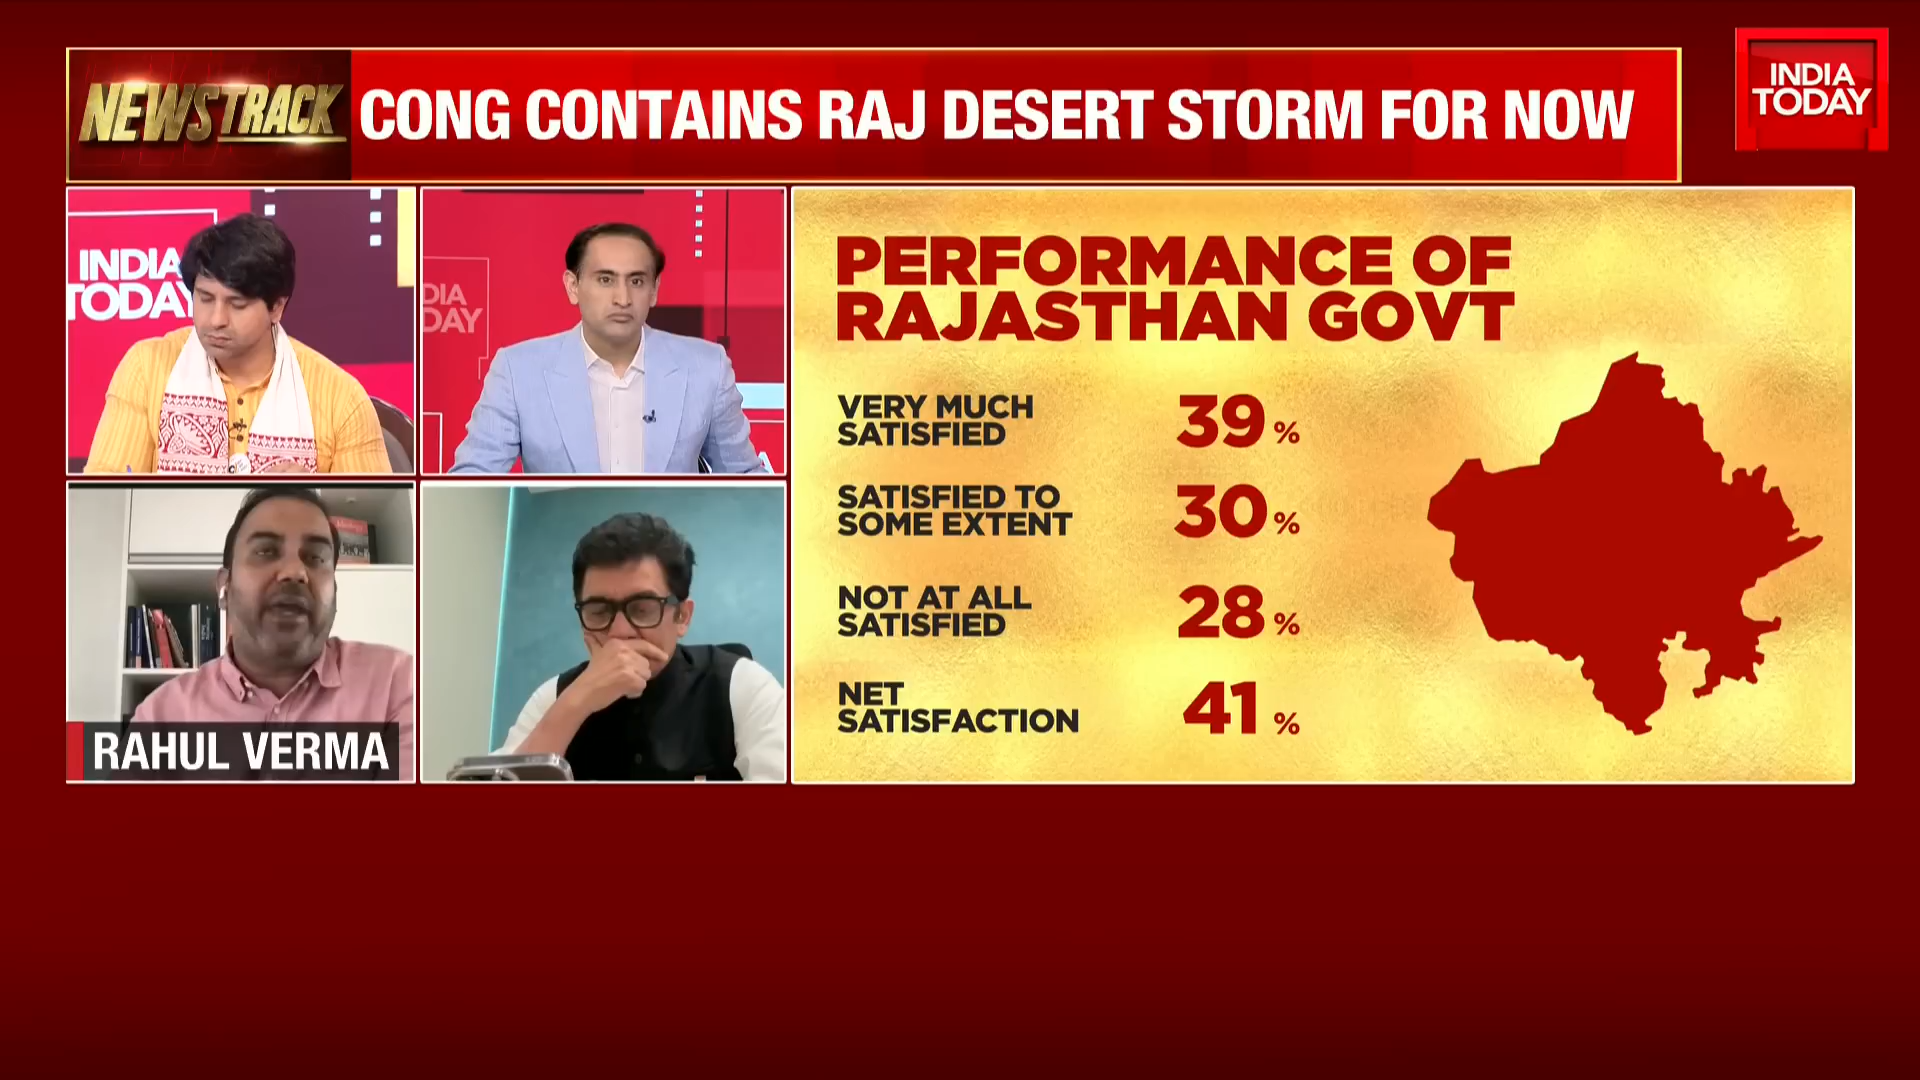 NEWSTRACK
CONG CONTAINS RAJ DESERT STORM FOR NOW
INDIA
TODAY
INDIA
TODAY
DIA
DAY
RAHUL VERMA
PERFORMANCE OF
RAJASTHAN GOVT
VERY MUCH
SATISFIED
39 %
SATISFIED TO
SOME EXTENT
30 %
NOT AT ALL
SATISFIED
28 %
NET
SATISFACTION
41 %